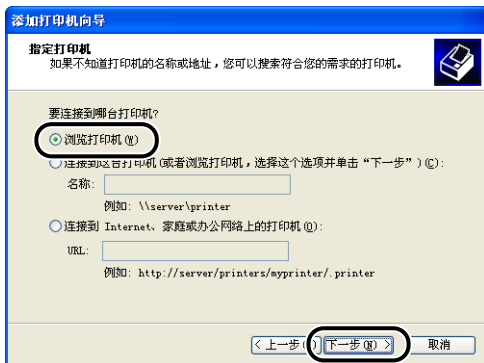 添加打印机向导
指定打印机
如果不知道打印机的名称或地址，您可以搜索符合您的需求的打印机。
要连接到哪台打印机?
浏览打印机(W)
连接到这台打印机(或者浏览打印机，选择这个选项并单击“下一步”)(C):
名称:
例如: \\server\printer
连接到 Internet、家庭或办公网络上的打印机(O):
URL:
例如: http://server/printers/myprinter/.printer
< 上一步( 下一步(N) > 取消